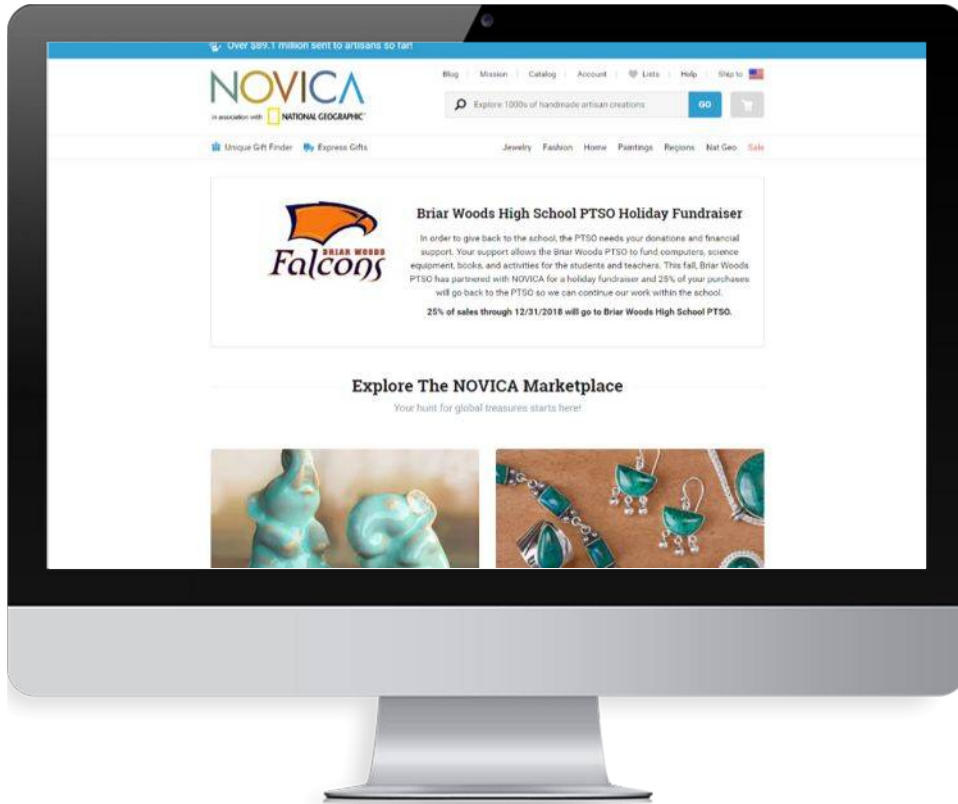 Over $89.1 million sent to artisans so far!
NOVICA
in association with NATIONAL GEOGRAPHIC
Blog Mission Catalog Account Lists Help Ship to
Explore 1000s of handmade artisan creations GO
Unique Gift Finder Express Gifts Jewelry Fashion Home Paintings Regions Nat Geo Sale
BRIAR WOODS
Falcons
Briar Woods High School PTSO Holiday Fundraiser
In order to give back to the school, the PTSO needs your donations and financial
support. Your support allows the Briar Woods PTSO to fund computers, science
equipment, books, and activities for the students and teachers. This fall, Briar Woods
PTSO has partnered with NOVICA for a holiday fundraiser and 25% of your purchases
will go back to the PTSO so we can continue our work within the school.
25% of sales through 12/31/2018 will go to Briar Woods High School PTSO.
Explore The NOVICA Marketplace
Your hunt for global treasures starts here!